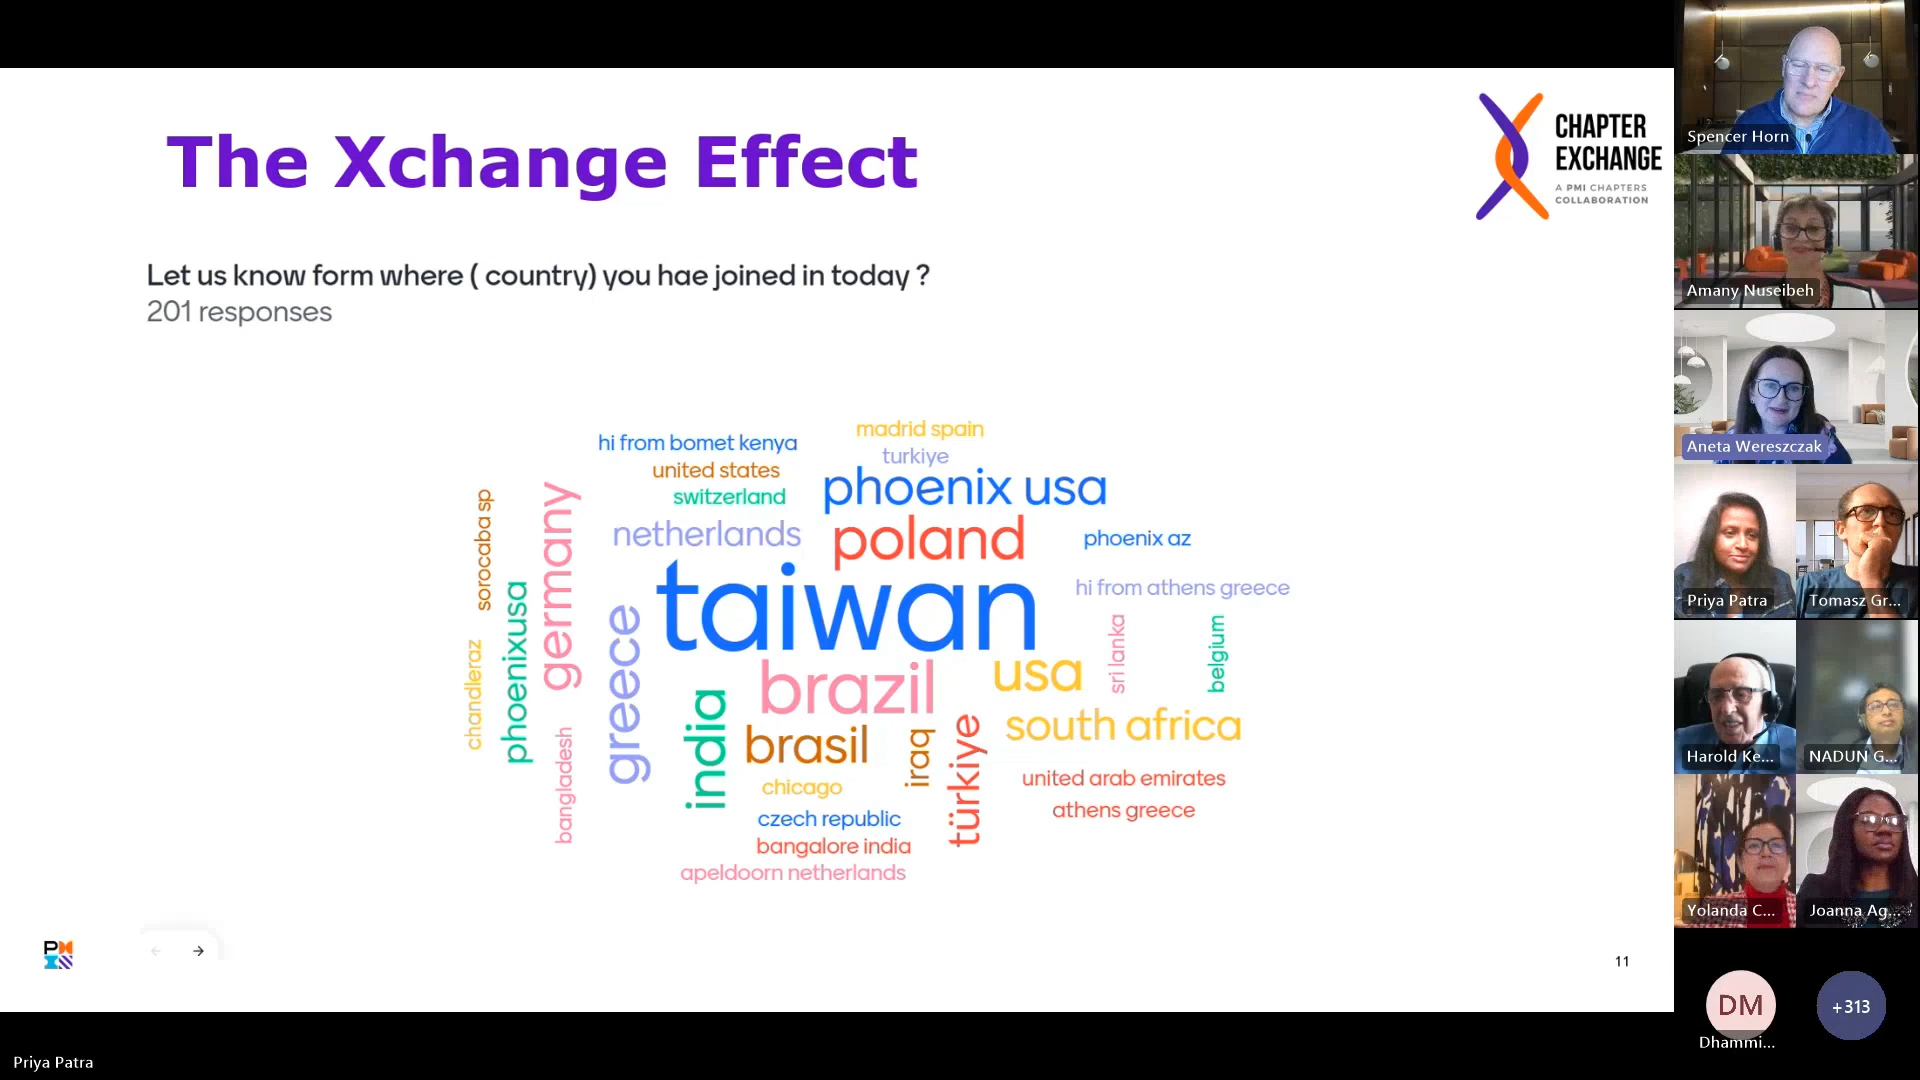 The Xchange Effect
CHAPTER
EXCHANGE
A PMI CHAPTERS
COLLABORATION
Let us know form where ( country) you hae joined in today ?
201 responses
madrid spain
hi from bomet kenya
turkiye
united states
switzerland
phoenix usa
netherlands
poland
phoenix az
sorocaba sp
germany
taiwan
hi from athens greece
phoenixusa
greece
sri lanka
belgium
chandleraz
brazil
usa
india
brasil
south africa
iraq
türkiye
bangladesh
chicago
united arab emirates
athens greece
czech republic
bangalore india
apeldoorn netherlands
PMI
← →
11
Spencer Horn
Amany Nuseibeh
Aneta Wereszczak
Priya Patra
Tomasz Gr...
Harold Ke...
NADUN G...
Yolanda C...
Joanna Ag...
DM
+313
Dhammi...
Priya Patra